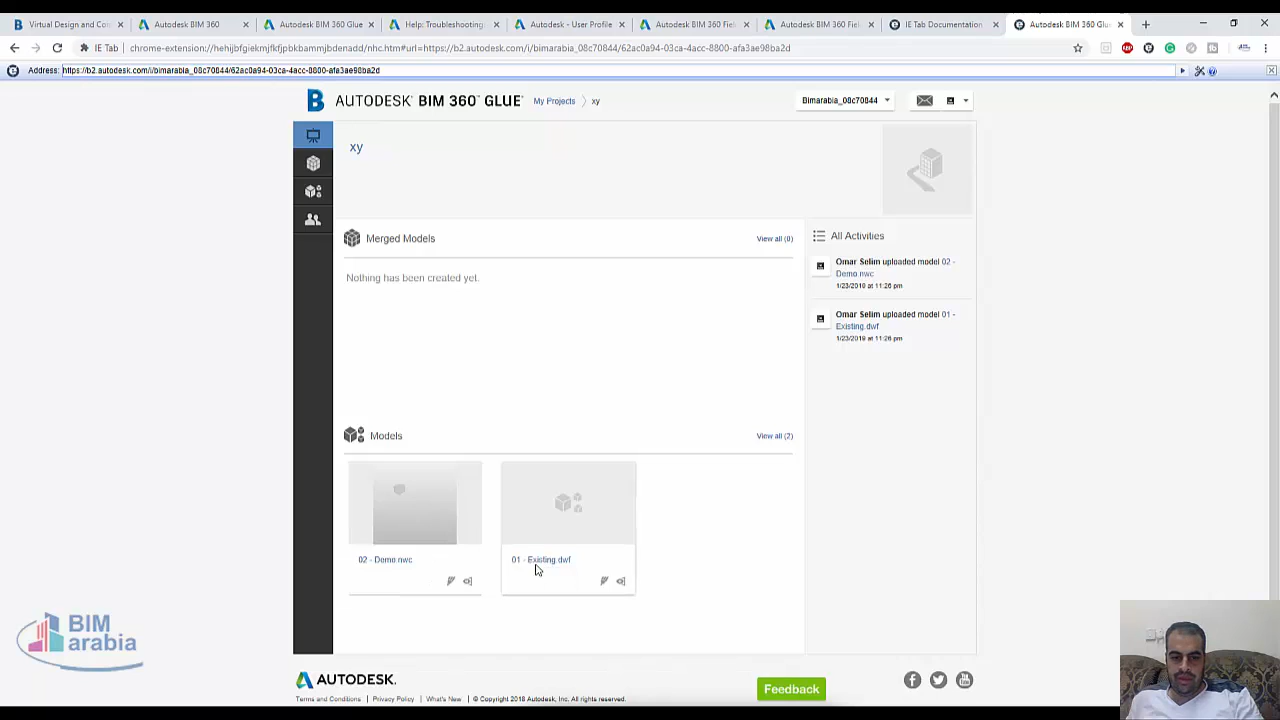 Virtual Design and Co
Autodesk BIM 360
Autodesk BIM 360 Glue
Help: Troubleshooting
Autodesk - User Profile
Autodesk BIM 360 Fiel
Autodesk BIM 360 Fiel
IE Tab Documentation
Autodesk BIM 360 Glue
IE Tab
chrome-extension://hehijbfgiekmjfkfjpbkbammjbdenadd/nhc.htm#url=https://b2.autodesk.com/i/bimarabia_08c70844/62ac0a94-03ca-4acc-8800-afa3ae98ba2d
Address: https://b2.autodesk.com/i/bimarabia_08c70844/62ac0a94-03ca-4acc-8800-afa3ae98ba2d
AUTODESK® BIM 360™ GLUE®
My Projects
xy
Bimarabia_08c70844
xy
Merged Models
View all (0)
Nothing has been created yet.
All Activities
Omar Selim uploaded model 02 -
Demo nwc
1/23/2019 at 11:26 pm
Omar Selim uploaded model 01 -
Existing.dwf
1/23/2019 at 11:26 pm
Models
View all (2)
02 - Demo nwc
01 - Existing dwf
BIM
arabia
AUTODESK.
Terms and Conditions
Privacy Policy
What's New
© Copyright 2018 Autodesk, Inc. All rights reserved.
Feedback